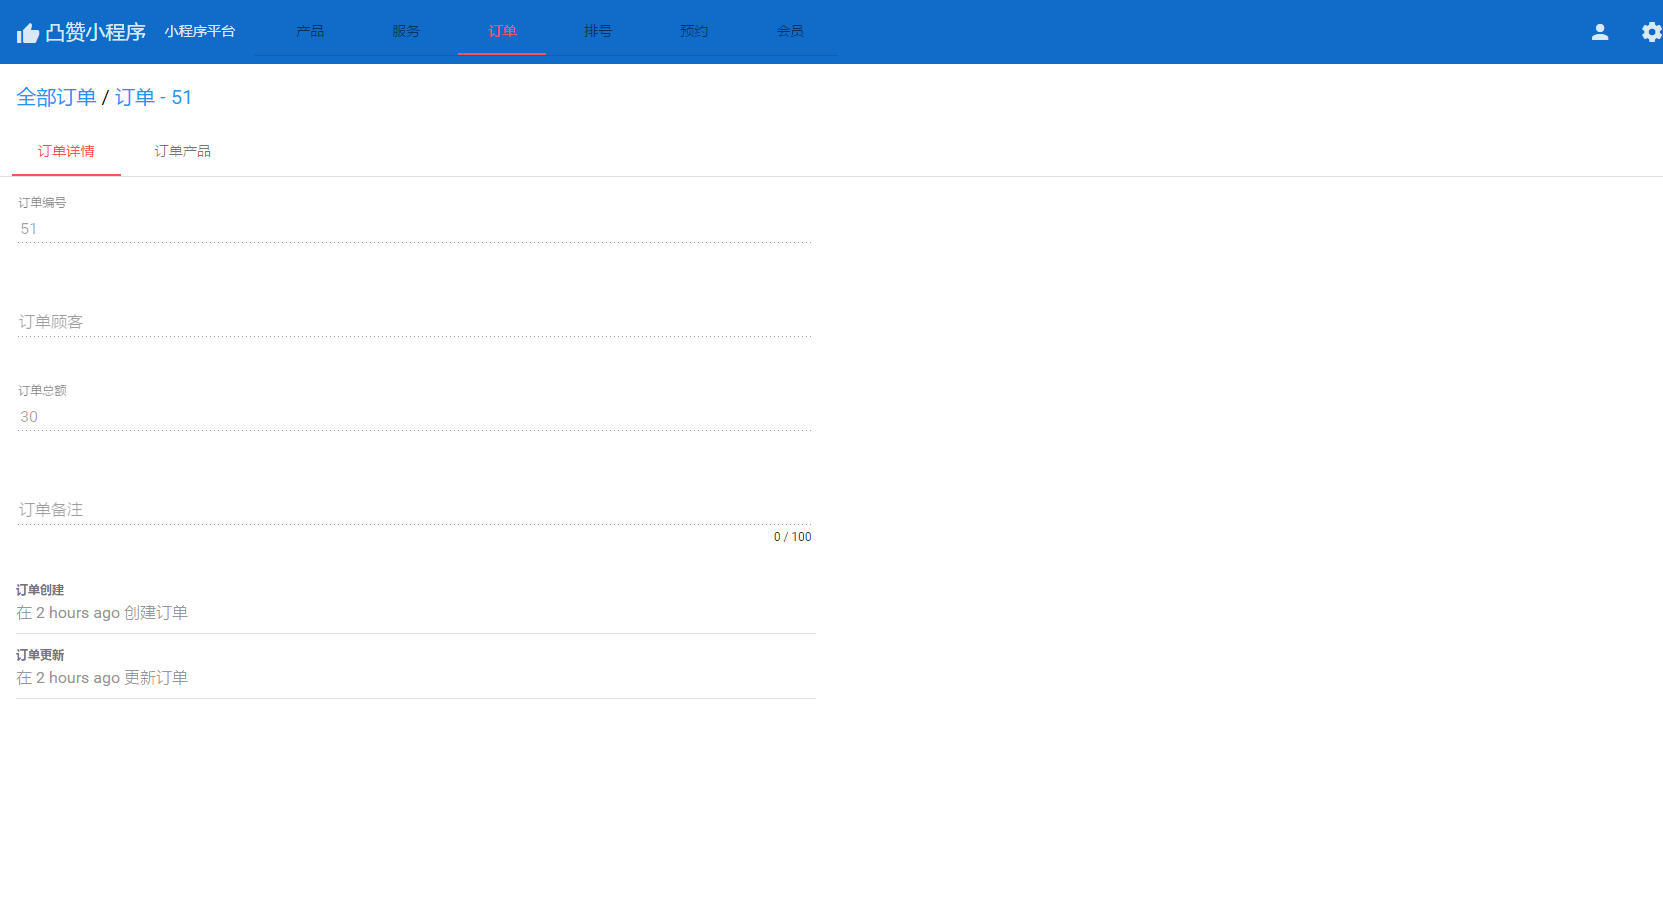 凸赞小程序 小程序平台 产品 服务 订单 排号 预约 会员
全部订单 / 订单 - 51
订单详情 订单产品
订单编号
51
订单顾客
订单总额
30
订单备注
0 / 100
订单创建
在 2 hours ago 创建订单
订单更新
在 2 hours ago 更新订单